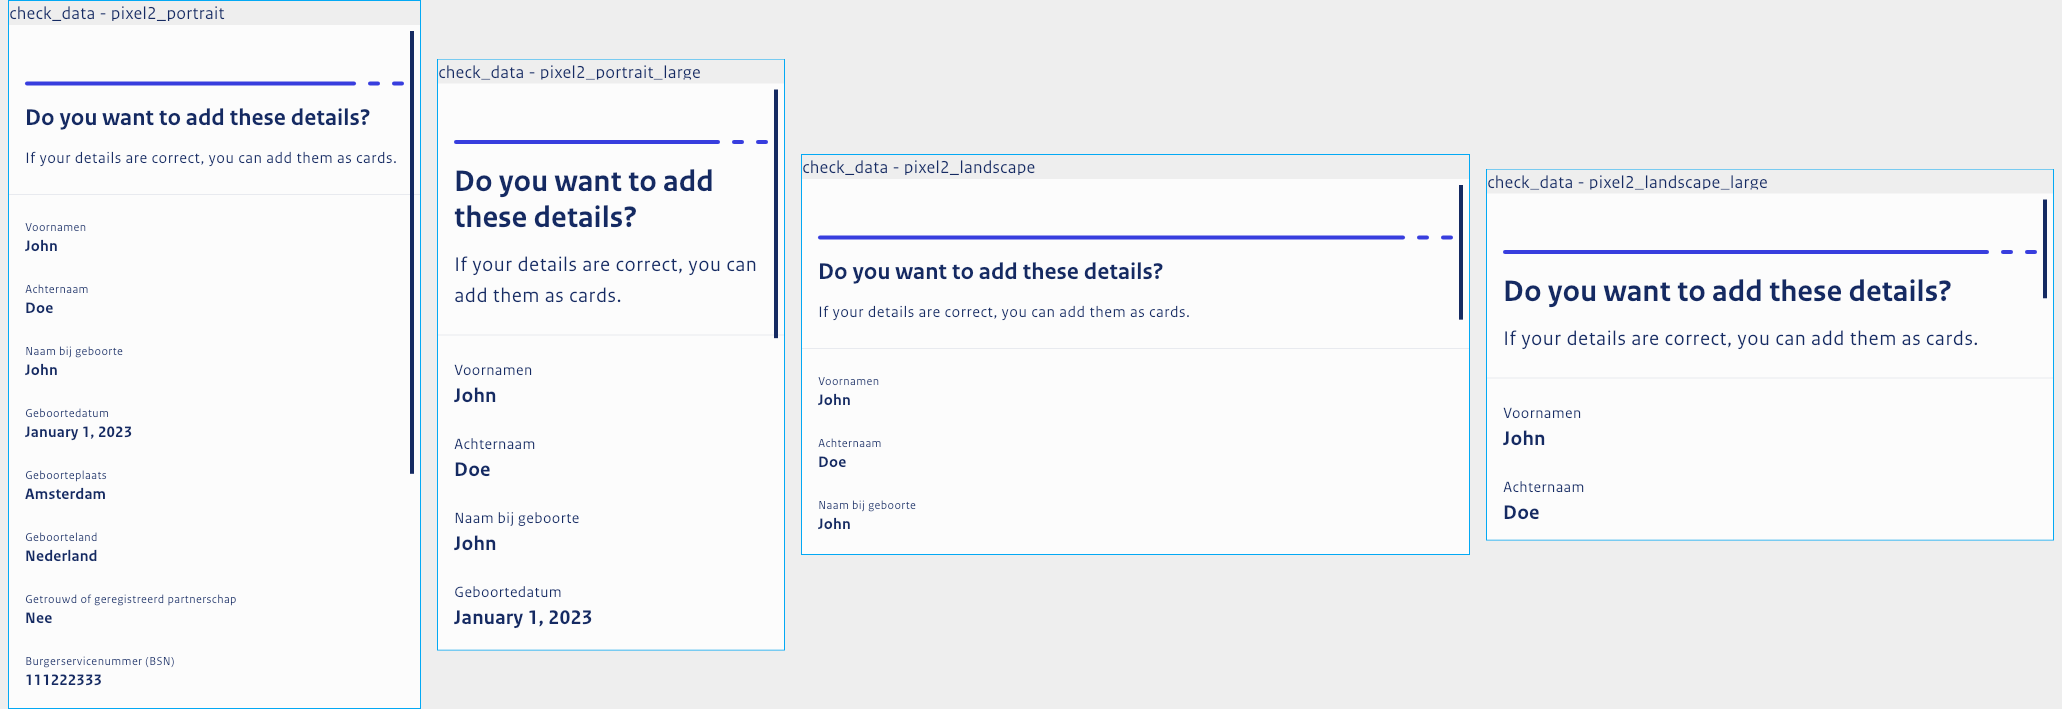 check_data - pixel2_portrait
Do you want to add these details?
If your details are correct, you can add them as cards.
Voornamen
John
Achternaam
Doe
Naam bij geboorte
John
Geboortedatum
January 1, 2023
Geboorteplaats
Amsterdam
Geboorteland
Nederland
Getrouwd of geregistreerd partnerschap
Nee
Burgerservicenummer (BSN)
111222333
check_data - pixel2_portrait_large
Do you want to add
these details?
If your details are correct, you can
add them as cards.
Voornamen
John
Achternaam
Doe
Naam bij geboorte
John
Geboortedatum
January 1, 2023
check_data - pixel2_landscape
Do you want to add these details?
If your details are correct, you can add them as cards.
Voornamen
John
Achternaam
Doe
Naam bij geboorte
John
check_data - pixel2_landscape_large
Do you want to add these details?
If your details are correct, you can add them as cards.
Voornamen
John
Achternaam
Doe